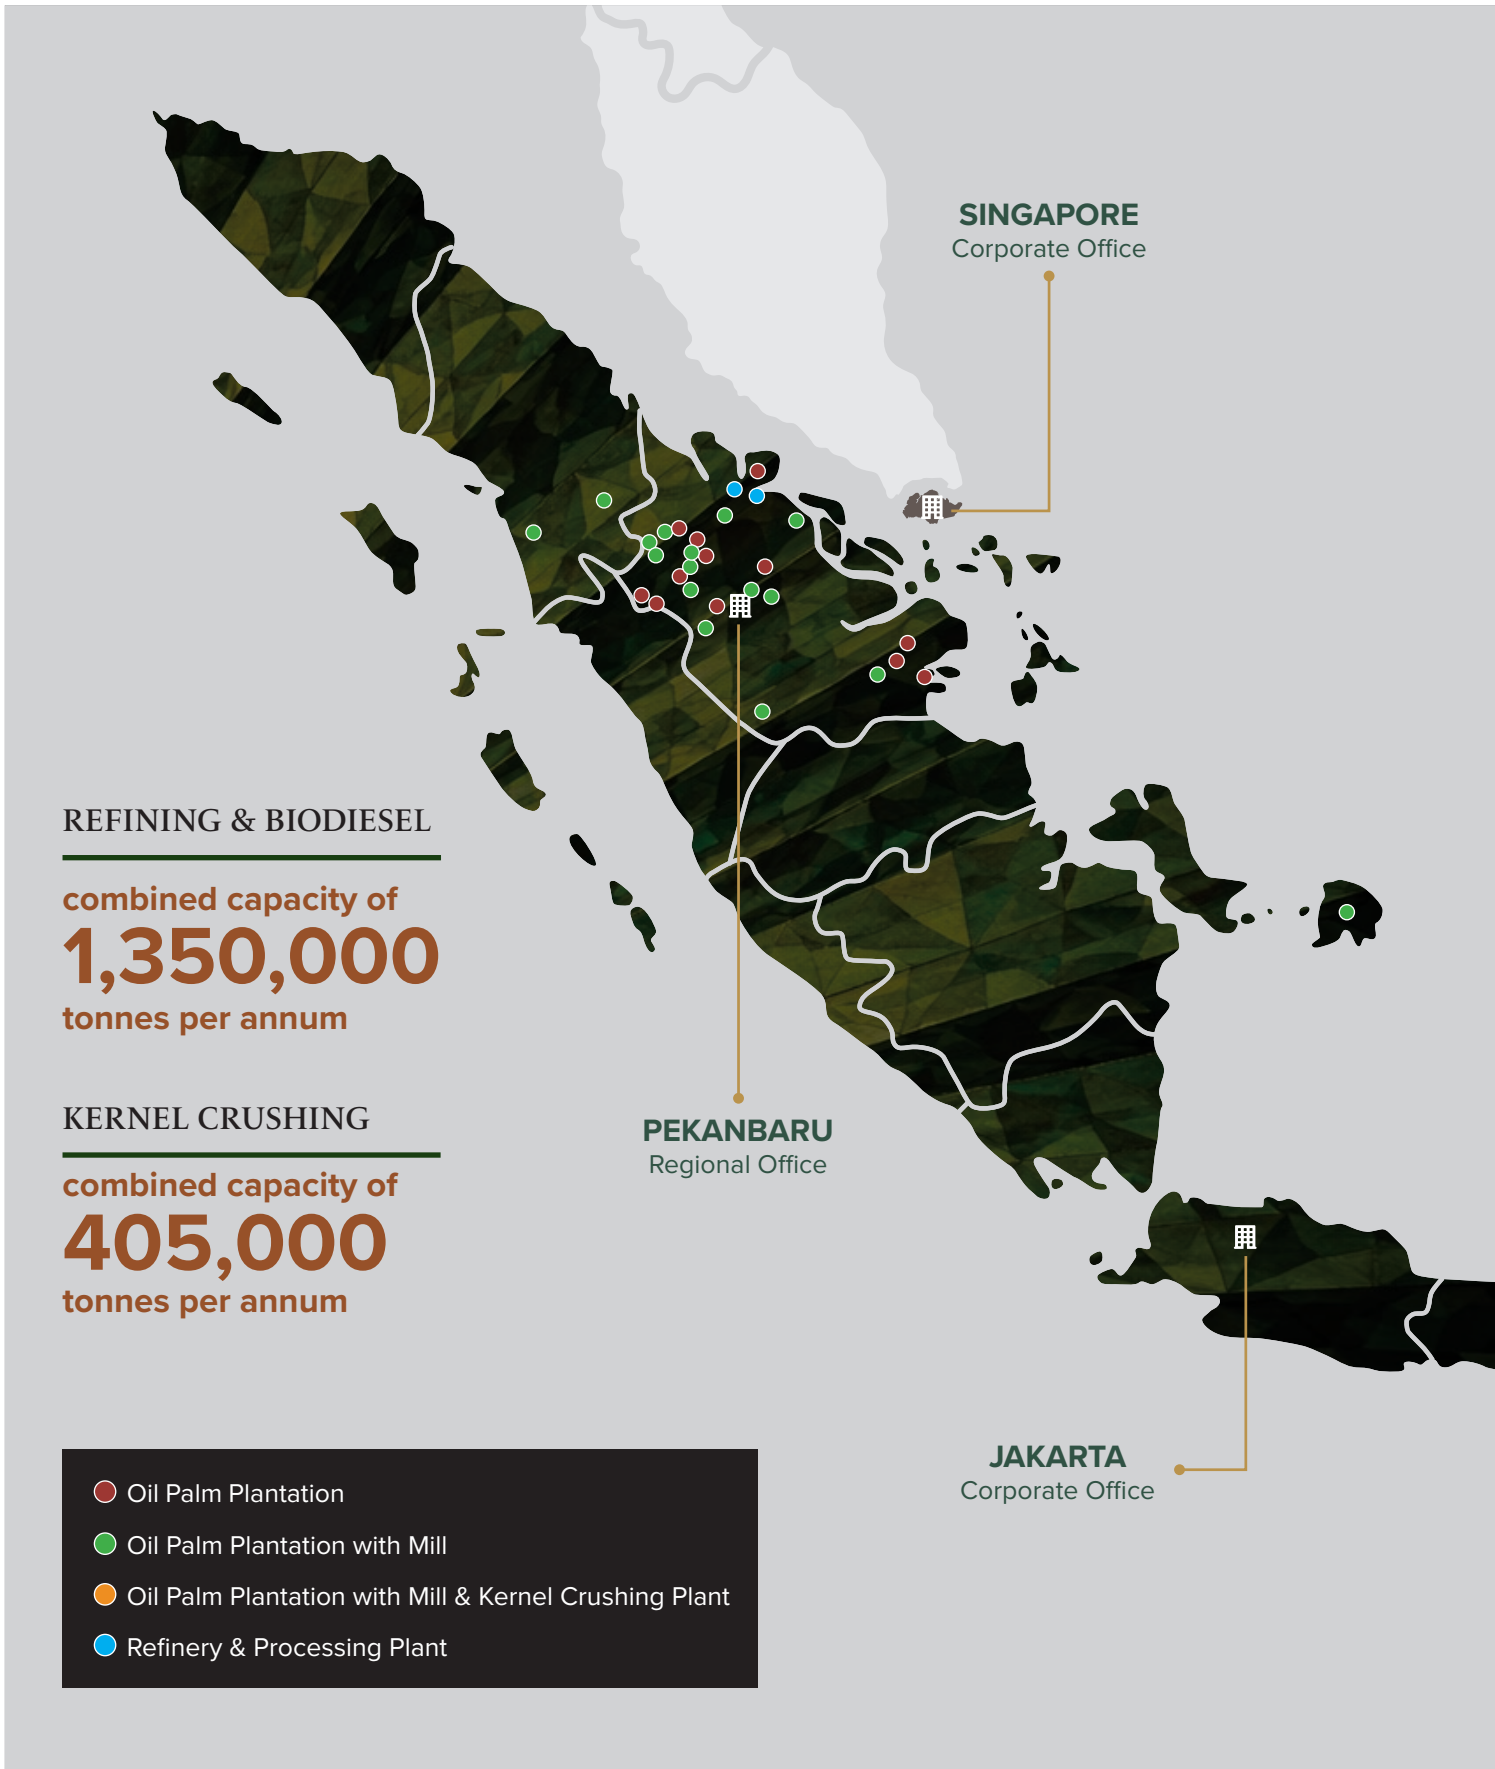 SINGAPORE
Corporate Office
REFINING & BIODIESEL
combined capacity of
1,350,000
tonnes per annum
KERNEL CRUSHING
combined capacity of
405,000
tonnes per annum
PEKANBARU
Regional Office
JAKARTA
Corporate Office
Oil Palm Plantation
Oil Palm Plantation with Mill
Oil Palm Plantation with Mill & Kernel Crushing Plant
Refinery & Processing Plant